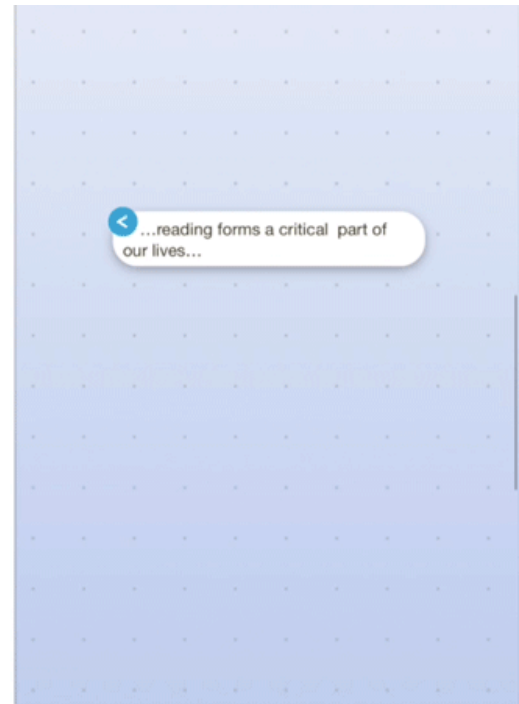 …reading forms a critical  part of
our lives…